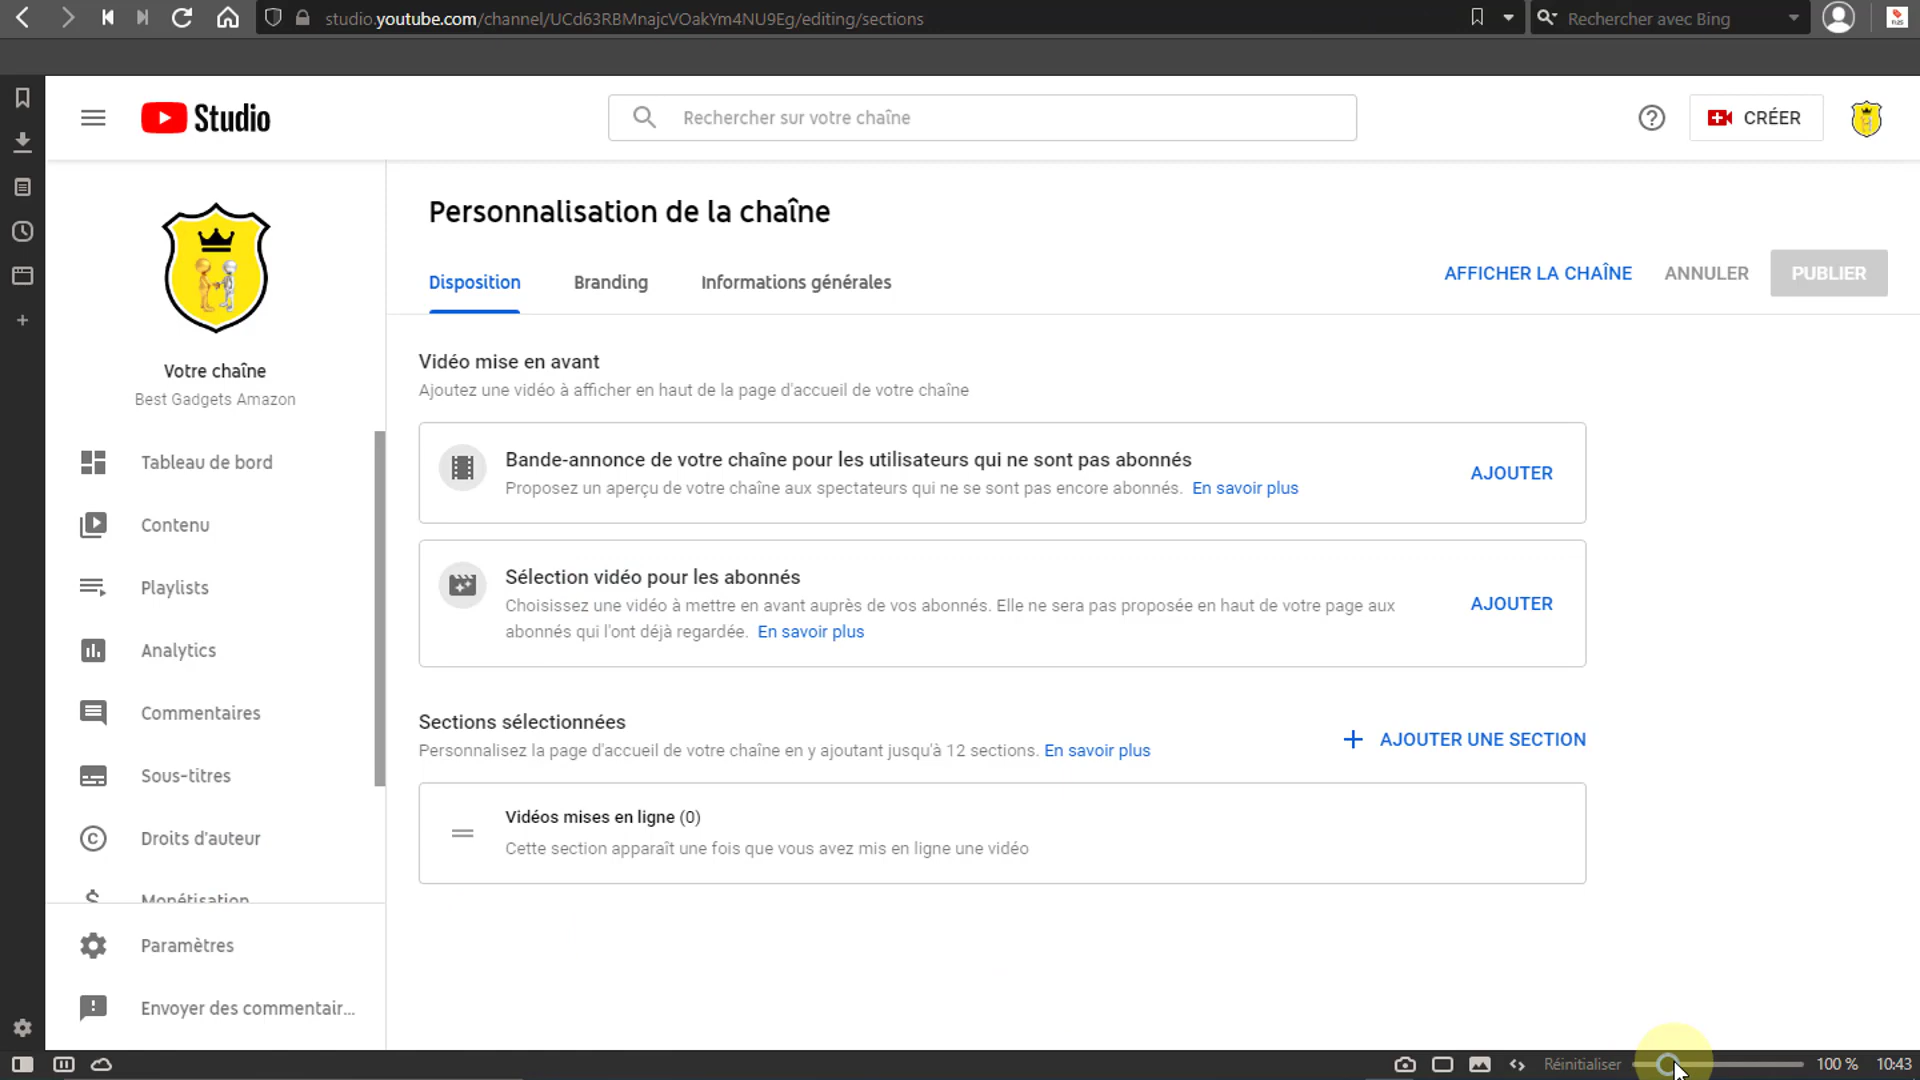 studio.youtube.com/channel/UCd63RBMnajcVOakYm4NU9Eg/editing/sections
Rechercher avec Bing
Studio
Rechercher sur votre chaîne
CRÉER
Personnalisation de la chaîne
Disposition
Branding
Informations générales
AFFICHER LA CHAÎNE
ANNULER
PUBLIER
Votre chaîne
Best Gadgets Amazon
Tableau de bord
Contenu
Playlists
Analytics
Commentaires
Sous-titres
Droits d'auteur
Monétisation
Paramètres
Envoyer des commentair...
Vidéo mise en avant
Ajoutez une vidéo à afficher en haut de la page d'accueil de votre chaîne
Bande-annonce de votre chaîne pour les utilisateurs qui ne sont pas abonnés
Proposez un aperçu de votre chaîne aux spectateurs qui ne se sont pas encore abonnés. En savoir plus
AJOUTER
Sélection vidéo pour les abonnés
Choisissez une vidéo à mettre en avant auprès de vos abonnés. Elle ne sera pas proposée en haut de votre page aux
abonnés qui l'ont déjà regardée. En savoir plus
AJOUTER
Sections sélectionnées
Personnalisez la page d'accueil de votre chaîne en y ajoutant jusqu'à 12 sections. En savoir plus
AJOUTER UNE SECTION
Vidéos mises en ligne (0)
Cette section apparaît une fois que vous avez mis en ligne une vidéo
Réinitialiser
100 %
10:43